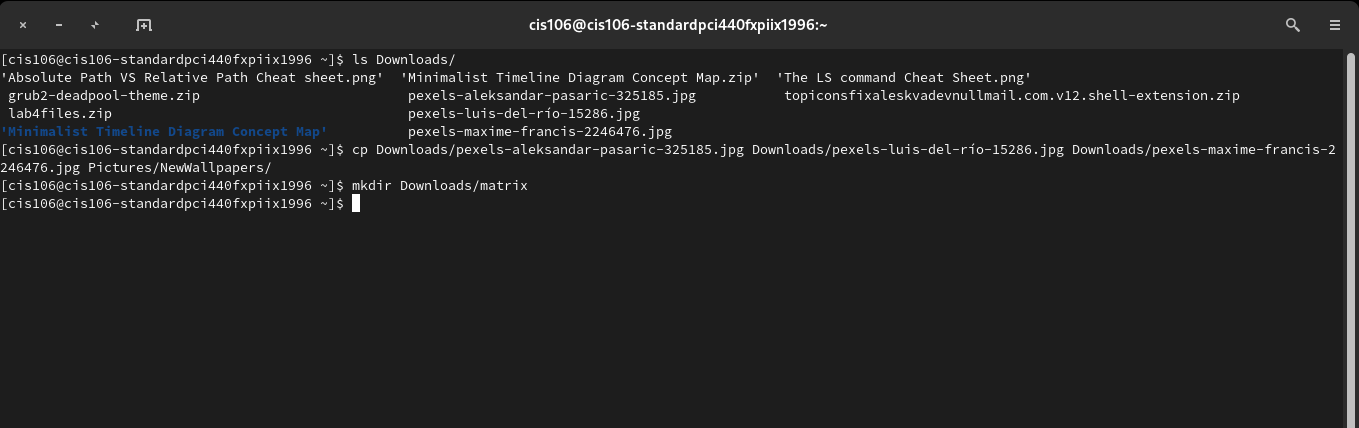 cis106@cis106-standardpci440fxpiix1996:~
[cis106@cis106-standardpci440fxpiix1996 ~]$ ls Downloads/
'Absolute Path VS Relative Path Cheat sheet.png'  'Minimalist Timeline Diagram Concept Map.zip'  'The LS command Cheat Sheet.png'
grub2-deadpool-theme.zip  pexels-aleksandar-pasaric-325185.jpg  topiconsfixaleskvadevnullmail.com.v12.shell-extension.zip
lab4files.zip  pexels-luis-del-río-15286.jpg
'Minimalist Timeline Diagram Concept Map'  pexels-maxime-francis-2246476.jpg
[cis106@cis106-standardpci440fxpiix1996 ~]$ cp Downloads/pexels-aleksandar-pasaric-325185.jpg Downloads/pexels-luis-del-río-15286.jpg Downloads/pexels-maxime-francis-2
246476.jpg Pictures/NewWallpapers/
[cis106@cis106-standardpci440fxpiix1996 ~]$ mkdir Downloads/matrix
[cis106@cis106-standardpci440fxpiix1996 ~]$